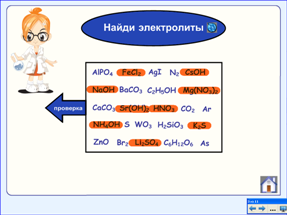 Найди электролиты
AlPO₄ FeCl₂ AgI N₂ CsOH
NaOH BaCO₃ C₂H₅OH Mg(NO₃)₂
проверка
CaCO₃ Sr(OH)₂ HNO₃ CO₂ Ar
NH₄OH S WO₃ H₂SiO₃ K₂S
ZnO Br₂ Li₂SO₄ C₆H₁₂O₆ As